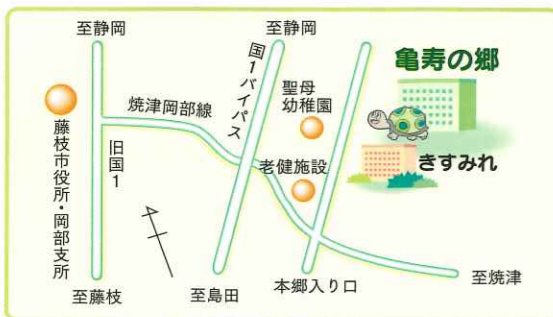 至静岡
至静岡
亀寿の郷
国1バイパス
聖母
幼稚園
焼津岡部線
藤枝市役所・岡部支所
旧国1
老健施設
きすみれ
至藤枝
至島田
本郷入り口
至焼津